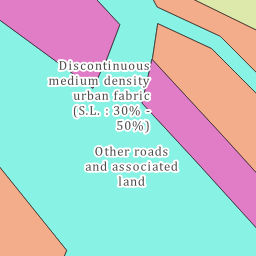 Discontinuous
medium density
urban fabric
(S.L. : 30% -
50%)
Other roads
and associated
land